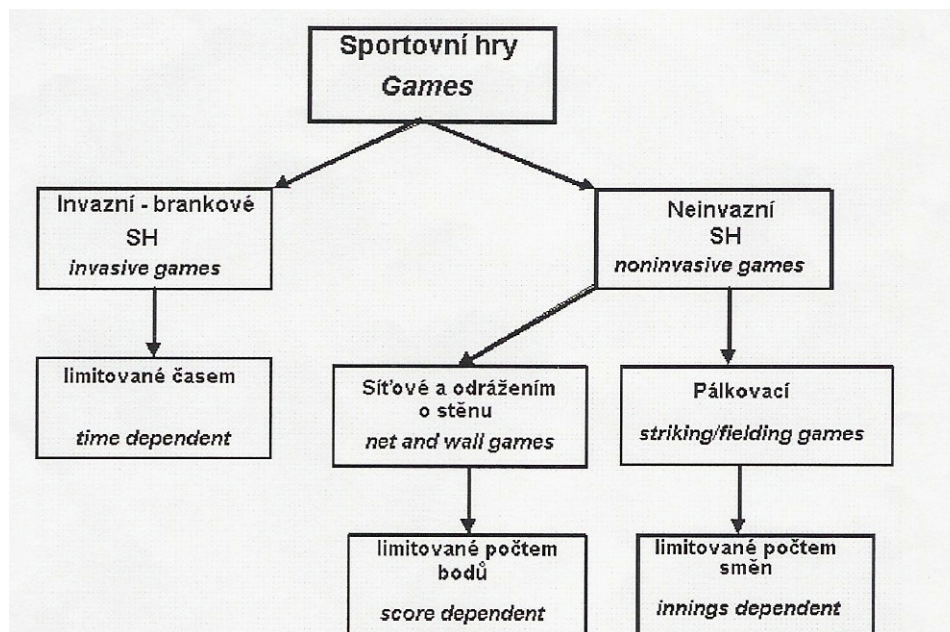 Sportovní hry
Games
Invazní - brankové
SH
invasive games
Neinvazní
SH
noninvasive games
limitované časem
time dependent
Síťové a odrážením
o stěnu
net and wall games
Pálkovací
striking/fielding games
limitované počtem
bodů
score dependent
limitované počtem
směn
innings dependent